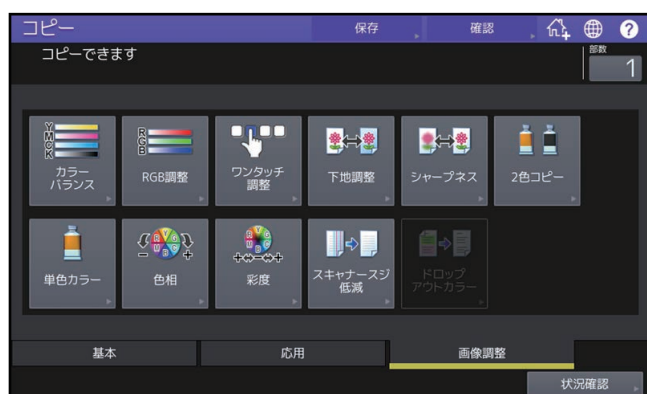 コピー
保存
確認
?
コピーできます
部数
1
YMCK
カラー
バランス
RGB
RGB調整
ワンタッチ
調整
下地調整
シャープネス
2色コピー
単色カラー
色相
彩度
スキャナースジ
低減
ドロップ
アウトカラー
基本
応用
画像調整
状況確認